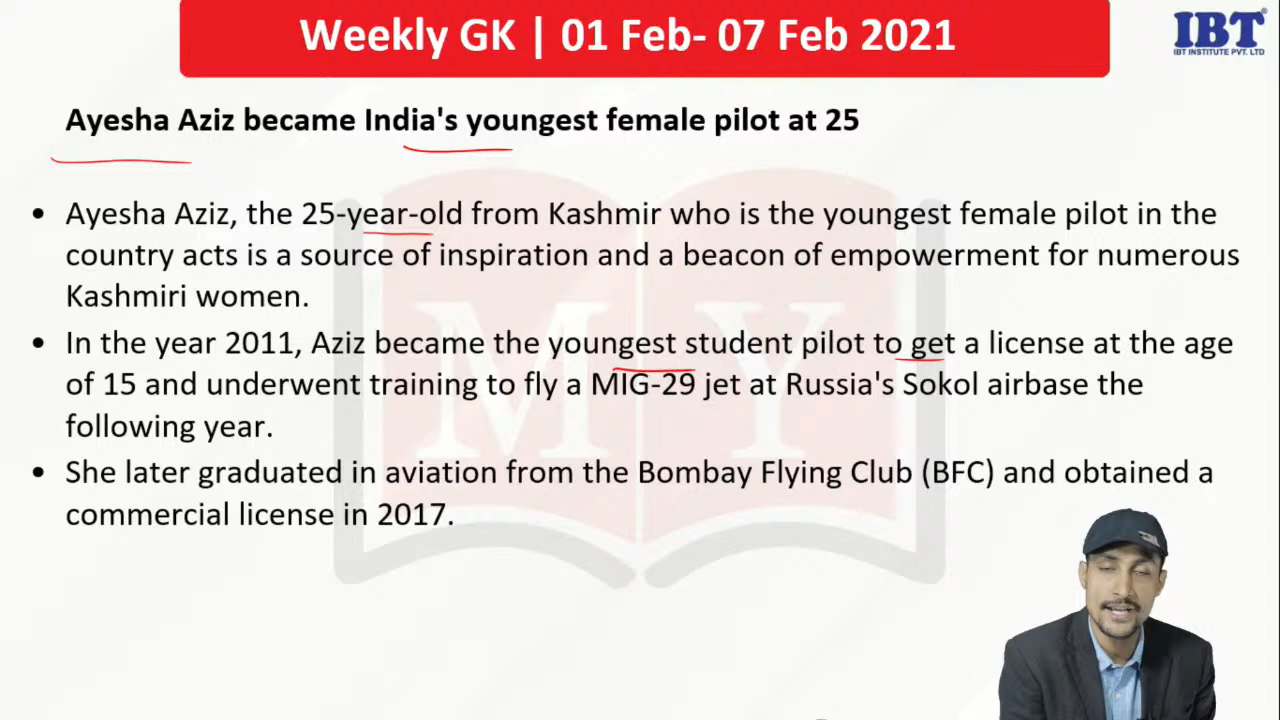 Weekly GK | 01 Feb- 07 Feb 2021
IBT
IBT INSTITUTE PVT. LTD
Ayesha Aziz became India's youngest female pilot at 25
• Ayesha Aziz, the 25-year-old from Kashmir who is the youngest female pilot in the
country acts is a source of inspiration and a beacon of empowerment for numerous
Kashmiri women.
• In the year 2011, Aziz became the youngest student pilot to get a license at the age
of 15 and underwent training to fly a MIG-29 jet at Russia's Sokol airbase the
following year.
• She later graduated in aviation from the Bombay Flying Club (BFC) and obtained a
commercial license in 2017.
M Y